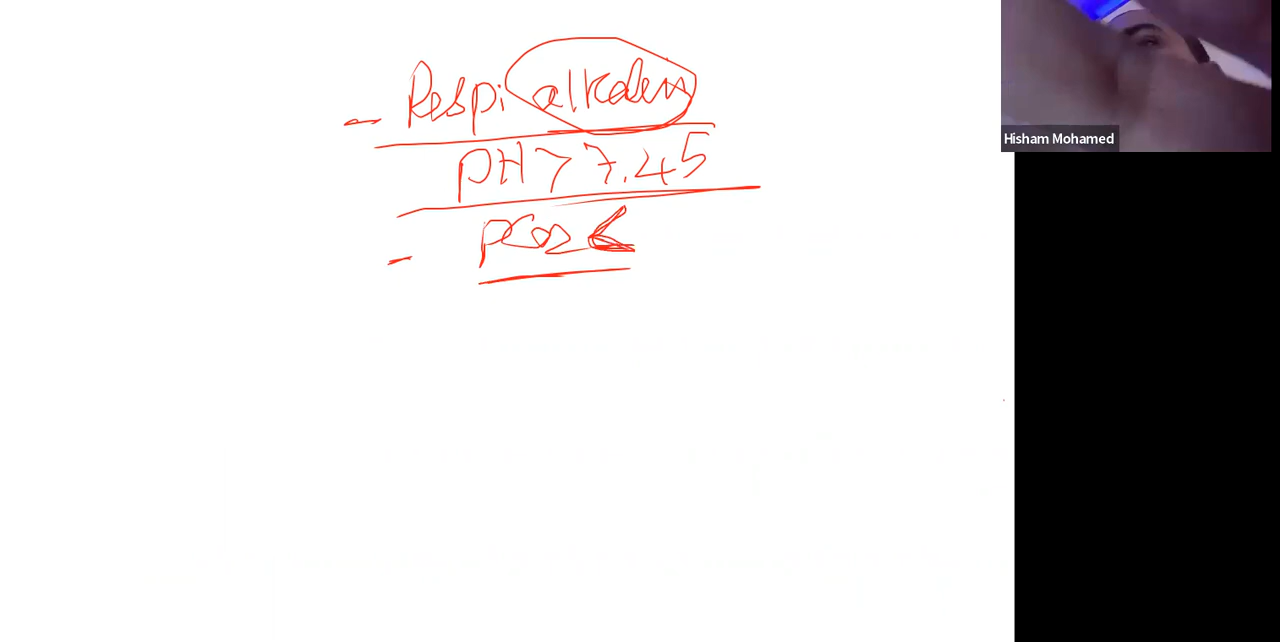 - Respi alkalosis
pH > 7.45
- pCO2 <
Hisham Mohamed